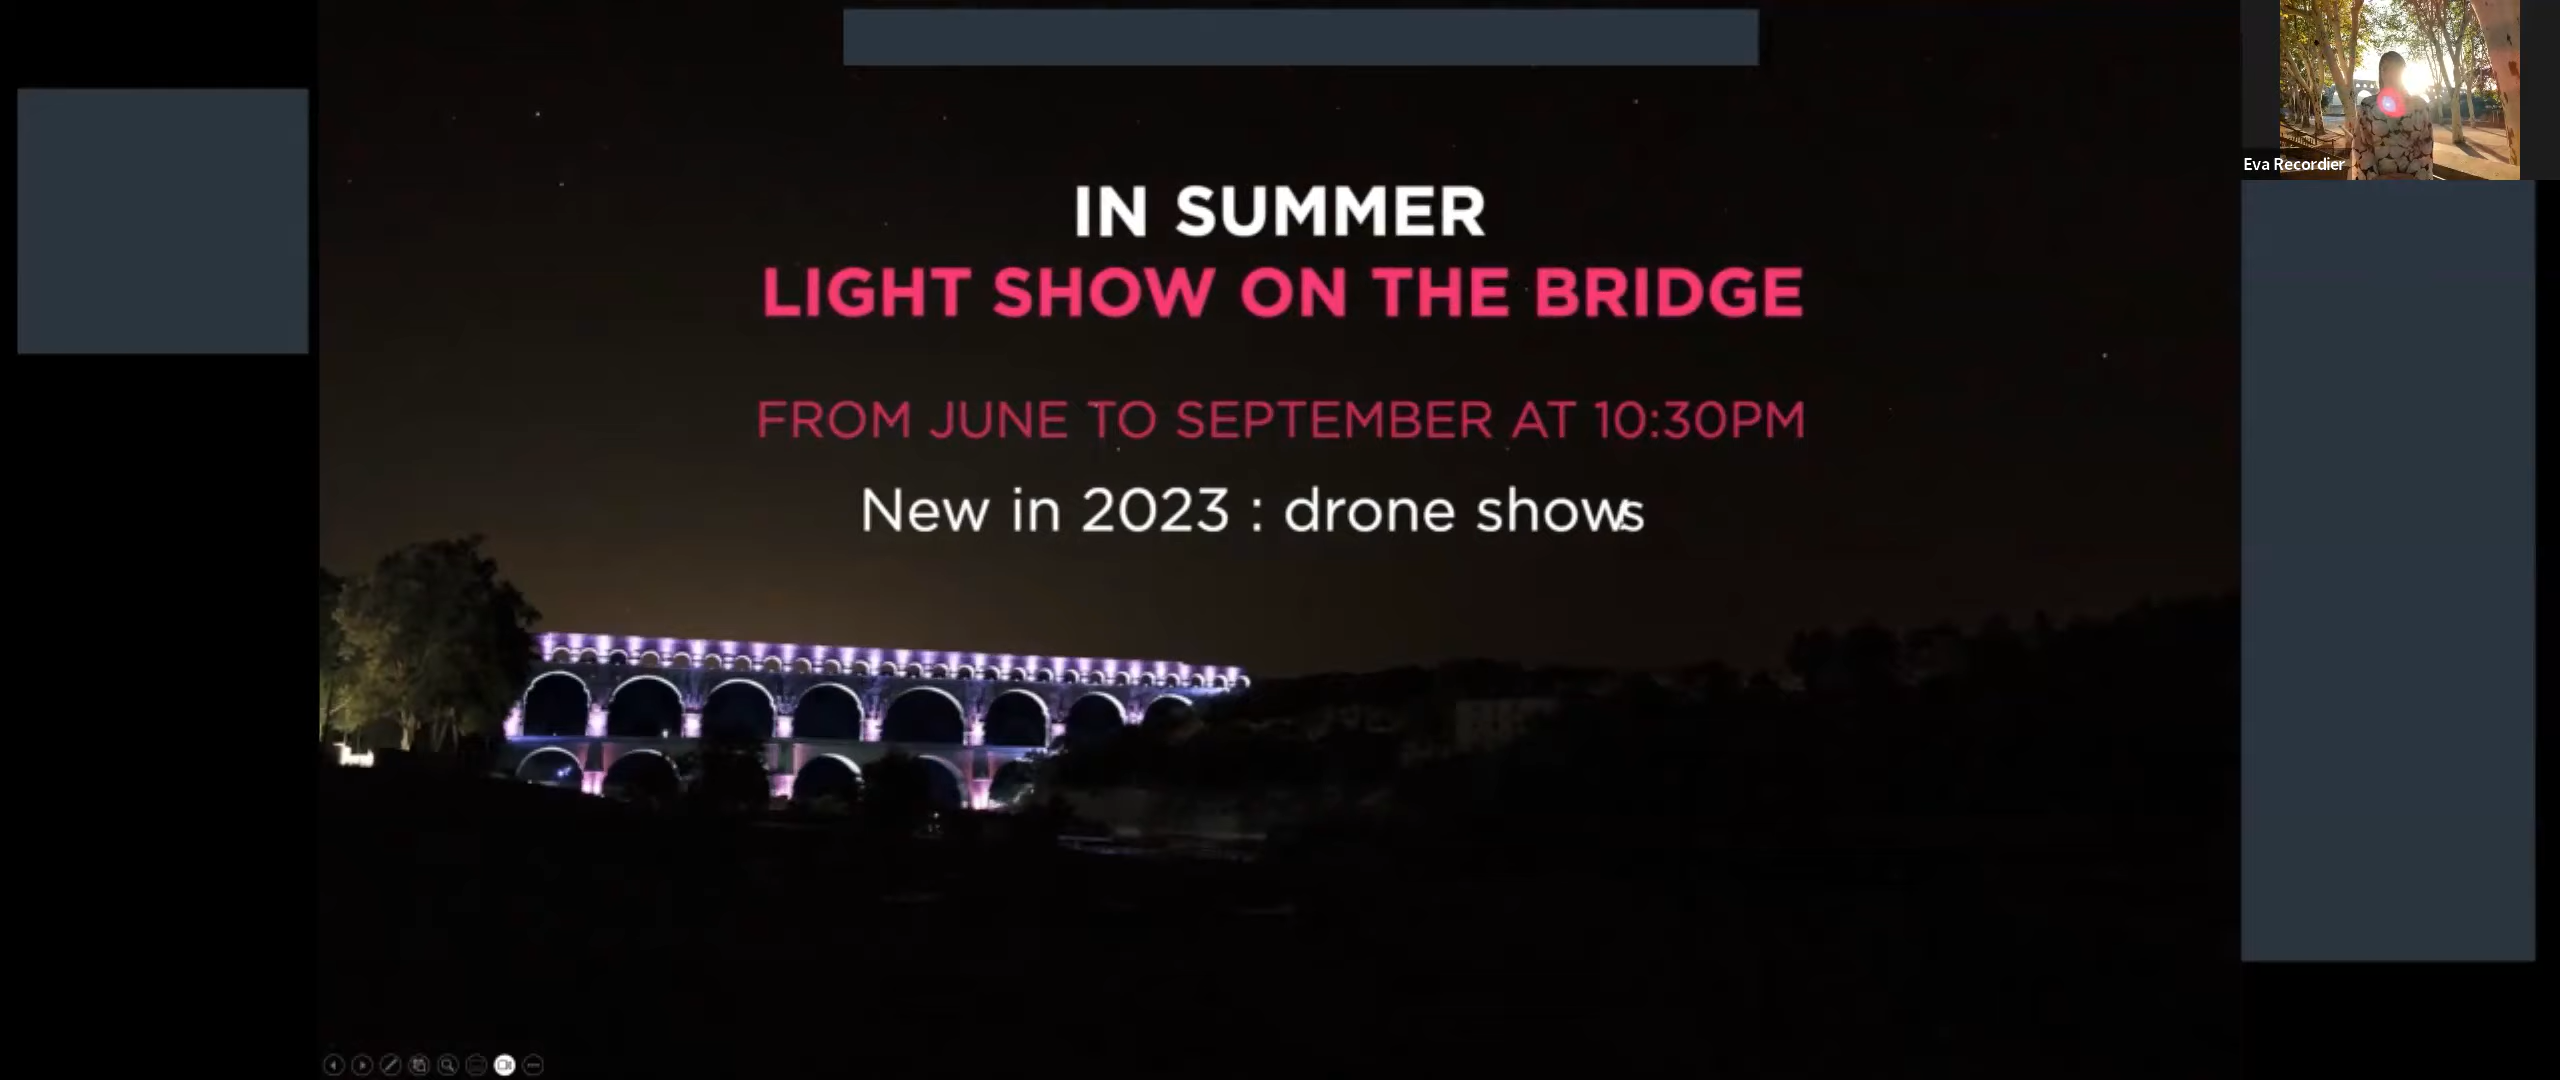 IN SUMMER
LIGHT SHOW ON THE BRIDGE
FROM JUNE TO SEPTEMBER AT 10:30PM
New in 2023 : drone shows
Eva Recordier